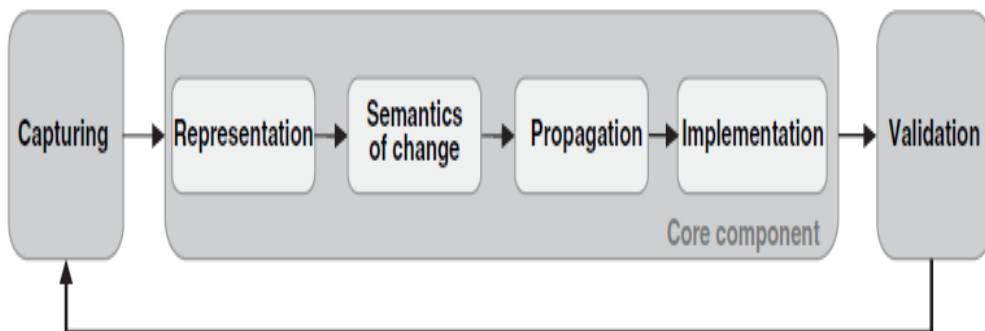 Capturing
Representation
Semantics
of change
Propagation
Implementation
Validation
Core component